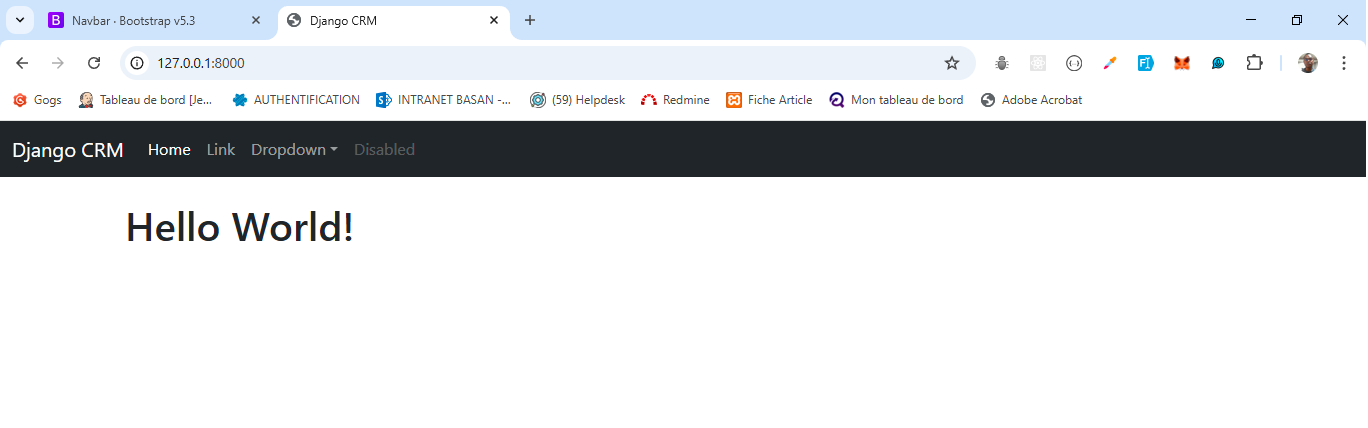 Navbar · Bootstrap v5.3
Django CRM
127.0.0.1:8000
Gogs Tableau de bord [Je... AUTHENTIFICATION INTRANET BASAN -... (59) Helpdesk Redmine Fiche Article Mon tableau de bord Adobe Acrobat
Django CRM Home Link Dropdown Disabled
Hello World!